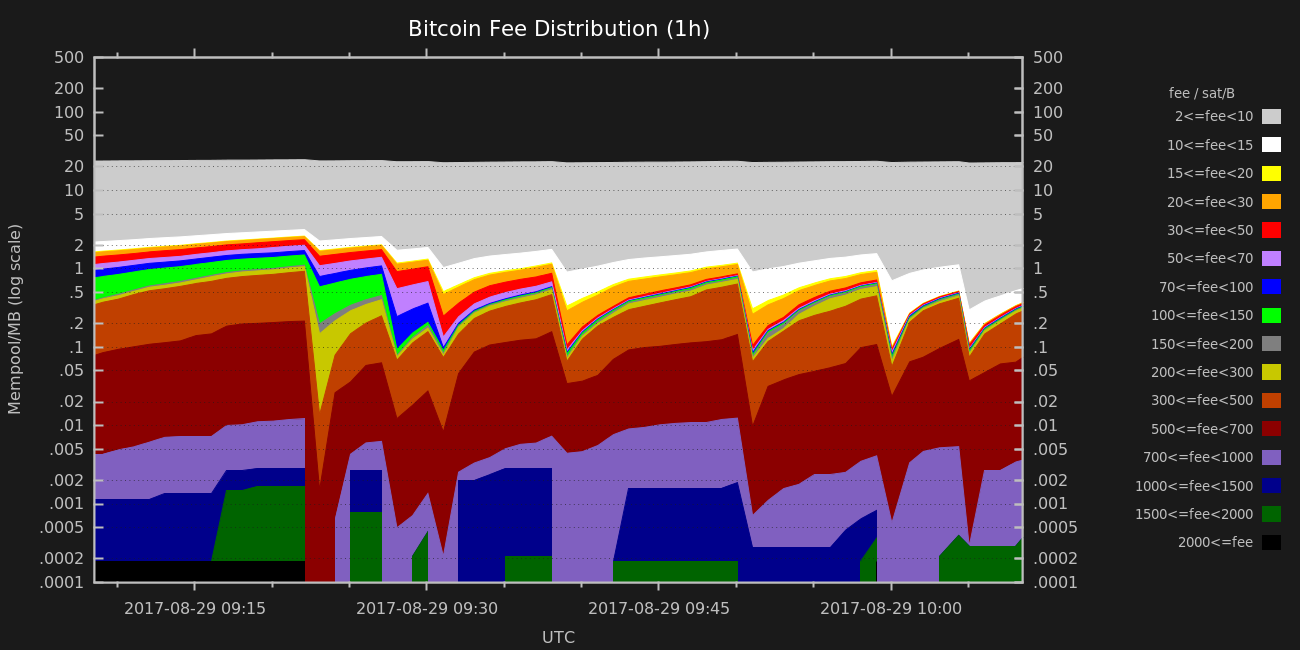 Bitcoin Fee Distribution (1h)
500 500
200 200
100 100
50 50
20 20
10 10
5 5
2 2
1 1
.5 .5
.2 .2
.1 .1
.05 .05
.02 .02
.01 .01
.005 .005
.002 .002
.001 .001
.0005 .0005
.0002 .0002
.0001 .0001
Mempool/MB (log scale)
2017-08-29 09:15 2017-08-29 09:30 2017-08-29 09:45 2017-08-29 10:00
UTC
fee / sat/B
2<=fee<10
10<=fee<15
15<=fee<20
20<=fee<30
30<=fee<50
50<=fee<70
70<=fee<100
100<=fee<150
150<=fee<200
200<=fee<300
300<=fee<500
500<=fee<700
700<=fee<1000
1000<=fee<1500
1500<=fee<2000
2000<=fee